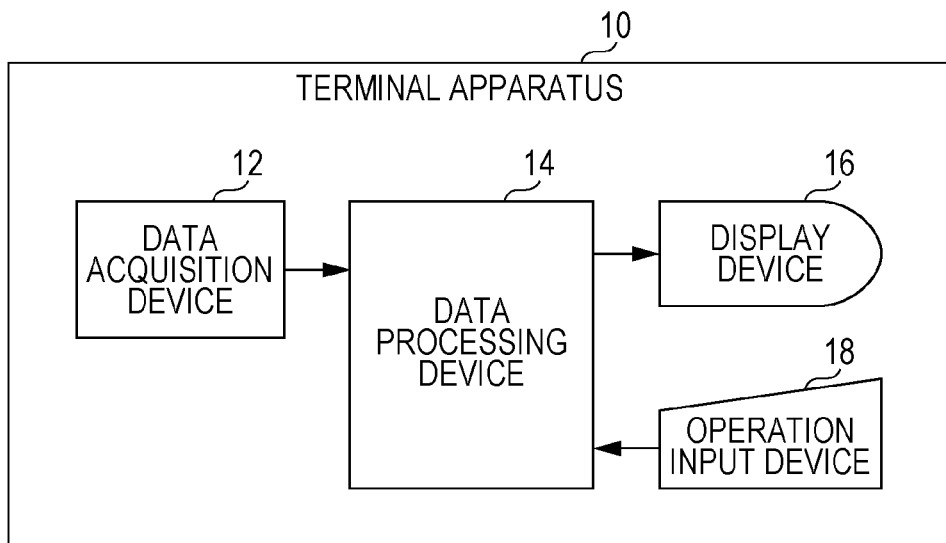 10
TERMINAL APPARATUS
12
DATA
ACQUISITION
DEVICE
14
DATA
PROCESSING
DEVICE
16
DISPLAY
DEVICE
18
OPERATION
INPUT DEVICE